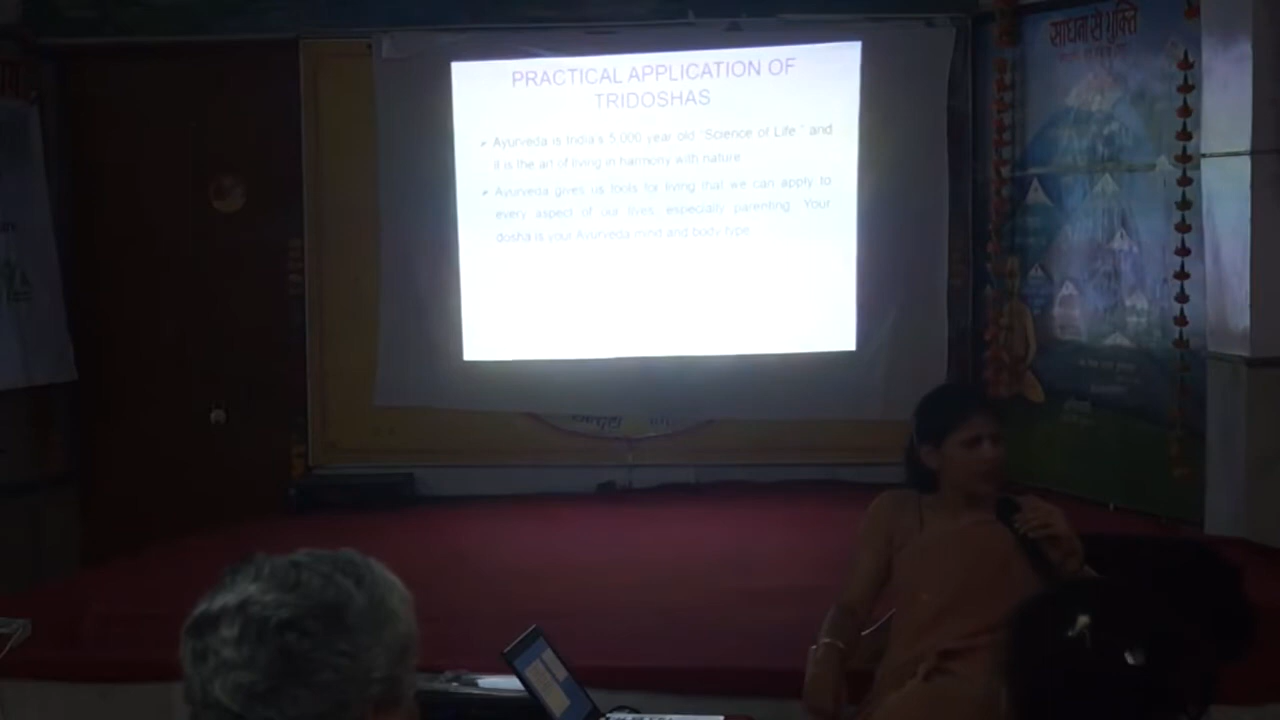 PRACTICAL APPLICATION OF
TRIDOSHAS
➢ Ayurveda is India's 5,000 year old "Science of Life." and
it is the art of living in harmony with nature.
➢ Ayurveda gives us tools for living that we can apply to
every aspect of our lives, especially parenting. Your
dosha is your Ayurveda mind and body type.
साधना से मुक्ति